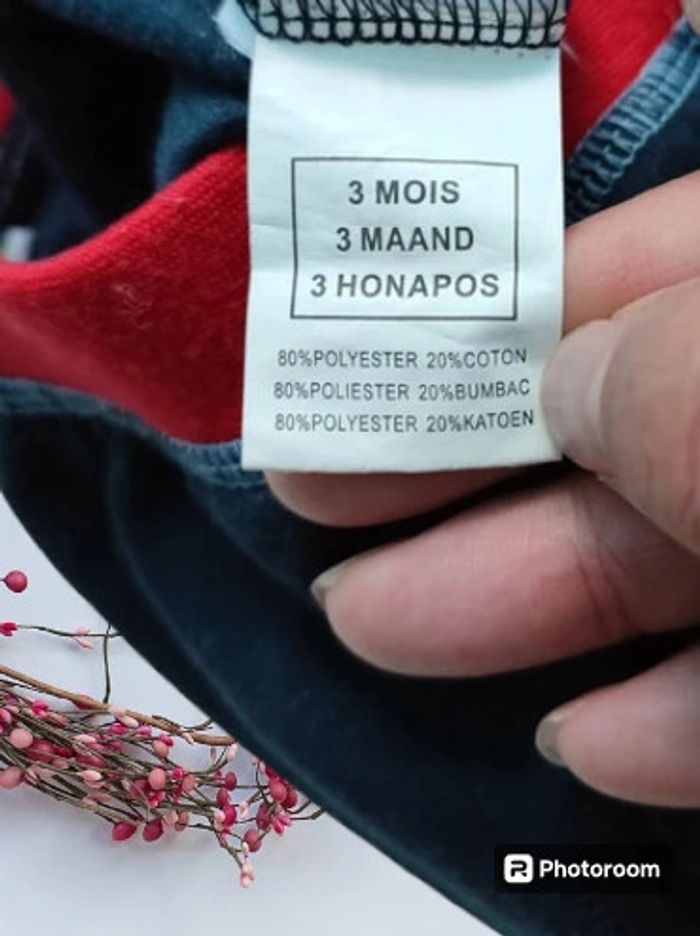 3 MOIS
3 MAAND
3 HONAPOS
80%POLYESTER 20%COTON
80%POLIESTER 20%BUMBAC
80%POLYESTER 20%KATOEN
Photoroom